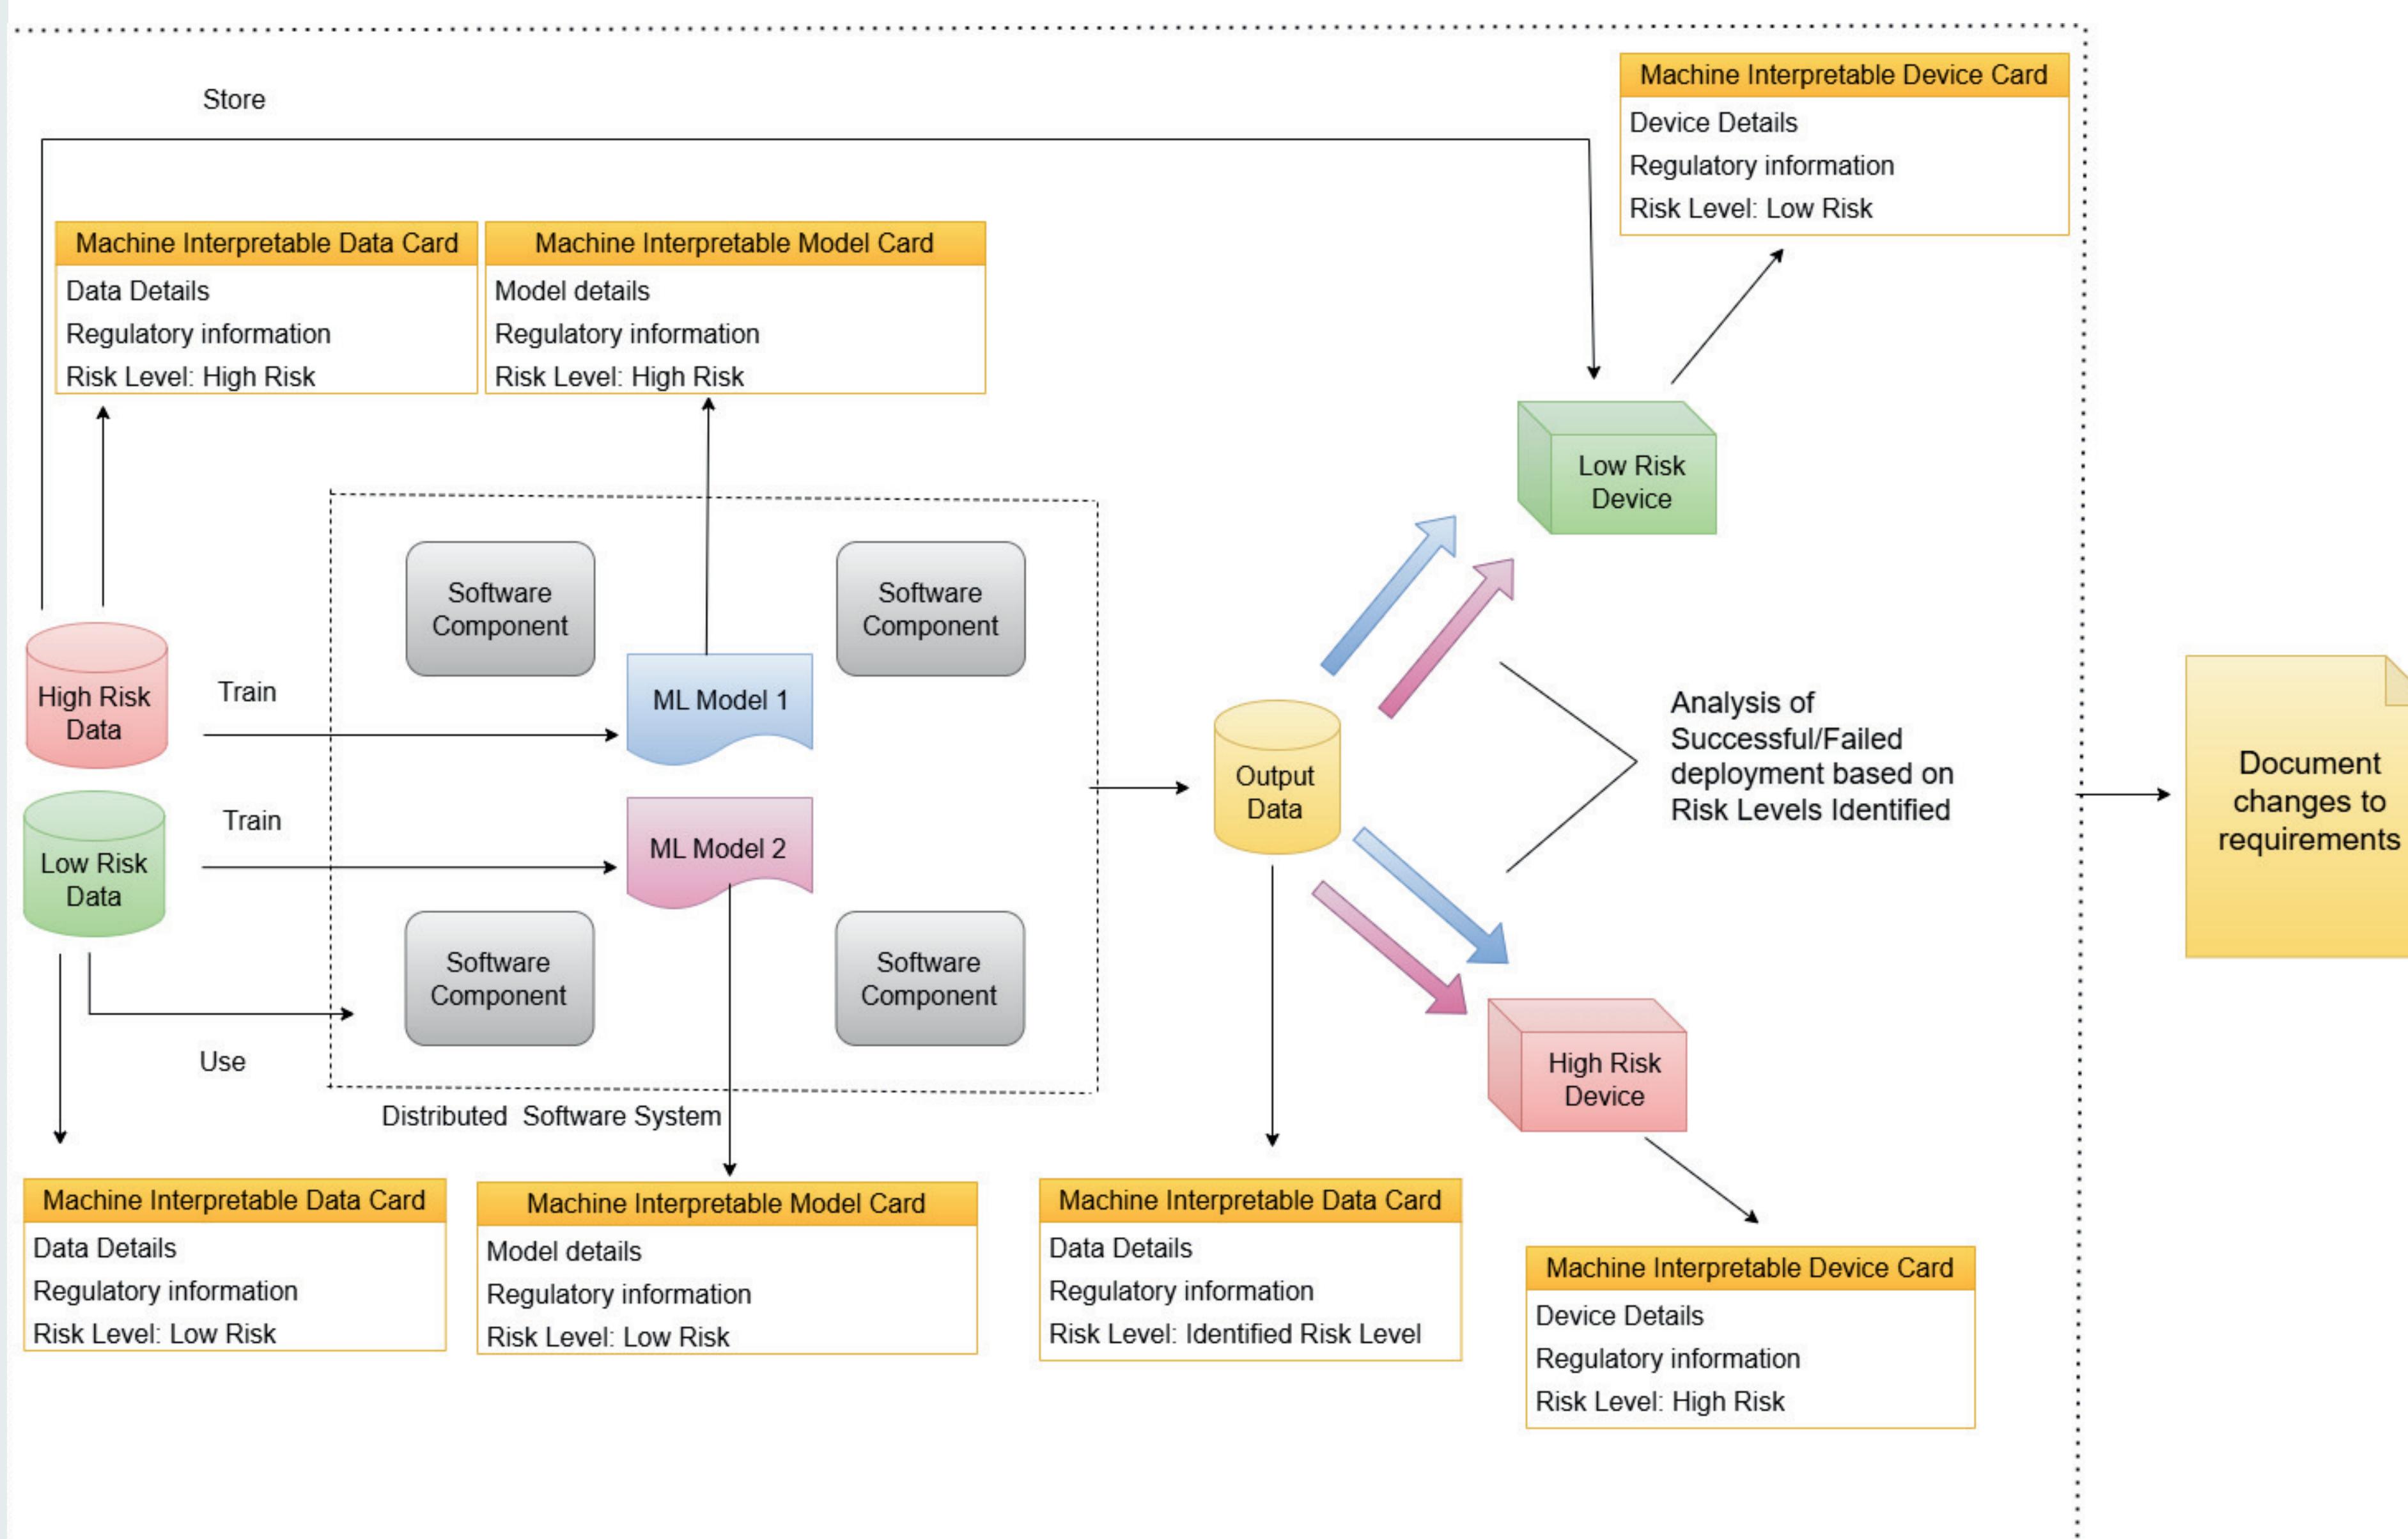 Store
Machine Interpretable Device Card
Device Details
Regulatory information
Risk Level: Low Risk
Machine Interpretable Data Card
Data Details
Regulatory information
Risk Level: High Risk
Machine Interpretable Model Card
Model details
Regulatory information
Risk Level: High Risk
Low Risk
Device
Software
Component
Software
Component
High Risk
Data
Train
ML Model 1
Low Risk
Data
Train
ML Model 2
Output
Data
Analysis of
Successful/Failed
deployment based on
Risk Levels Identified
Document
changes to
requirements
Software
Component
Software
Component
Use
Distributed Software System
High Risk
Device
Machine Interpretable Data Card
Data Details
Regulatory information
Risk Level: Low Risk
Machine Interpretable Model Card
Model details
Regulatory information
Risk Level: Low Risk
Machine Interpretable Data Card
Data Details
Regulatory information
Risk Level: Identified Risk Level
Machine Interpretable Device Card
Device Details
Regulatory information
Risk Level: High Risk